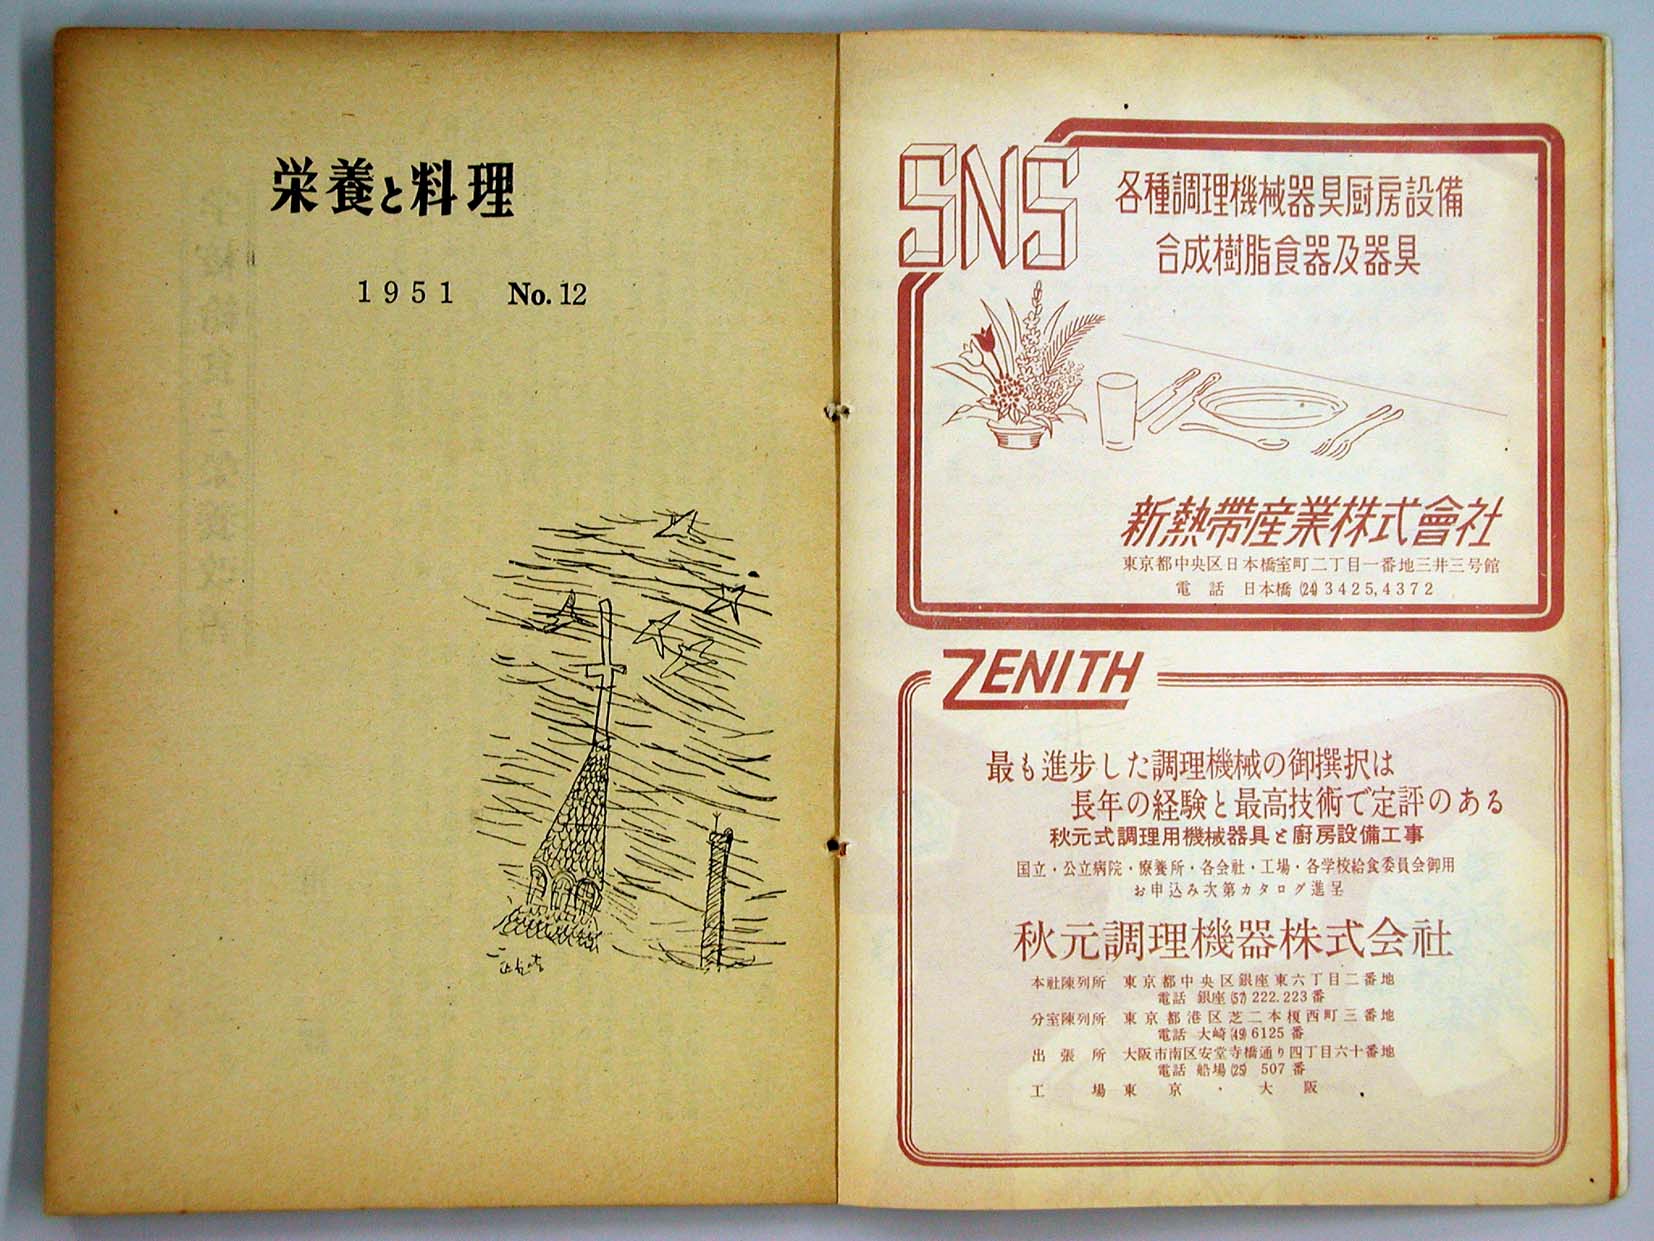 栄養と料理
1951 No.12
SNS
各種調理機械器具厨房設備
合成樹脂食器及器具
新熱帶産業株式會社
東京都中央区日本橋室町二丁目一番地三井三号館
電話 日本橋(24)3425,4372
ZENITH
最も進歩した調理機械の御撰択は
長年の経験と最高技術で定評のある
秋元式調理用機械器具と厨房設備工事
国立・公立病院・療養所・各会社・工場・各学校給食委員会御用
お申込み次第カタログ進呈
秋元調理機器株式会社
本社陳列所 東京都中央区銀座東六丁目二番地
電話 銀座(57)222.223番
分室陳列所 東京都港区芝二本榎西町三番地
電話 大崎(49)6125番
出張所 大阪市南区安堂寺橋通り四丁目六十番地
電話 船場(25) 507番
工場 東京・大阪